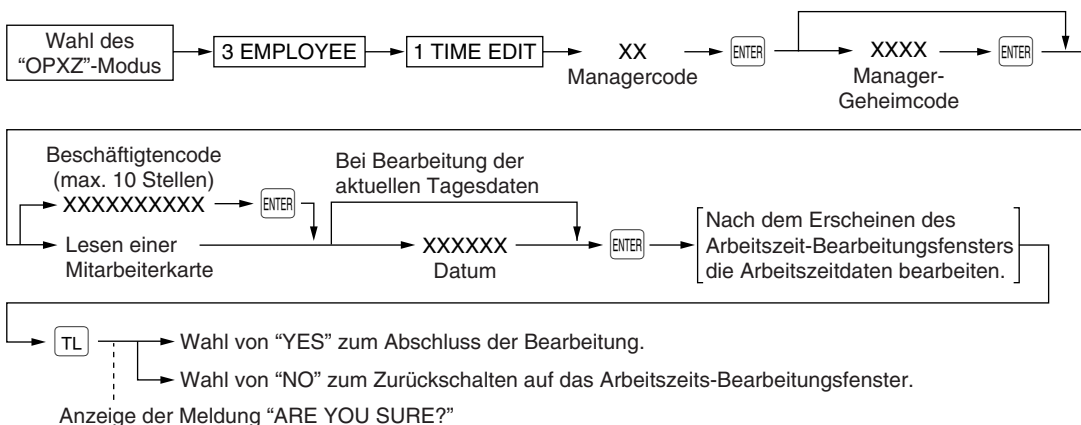 Wahl des
“OPXZ”-Modus
3 EMPLOYEE
1 TIME EDIT
XX
Managercode
ENTER
XXXX
Manager-
Geheimcode
ENTER
Beschäftigtencode
(max. 10 Stellen)
XXXXXXXXXX
ENTER
Lesen einer
Mitarbeiterkarte
Bei Bearbeitung der
aktuellen Tagesdaten
XXXXXX
Datum
ENTER
Nach dem Erscheinen des
Arbeitszeit-Bearbeitungsfensters
die Arbeitszeitdaten bearbeiten.
TL
Wahl von “YES” zum Abschluss der Bearbeitung.
Wahl von “NO” zum Zurückschalten auf das Arbeitszeits-Bearbeitungsfenster.
Anzeige der Meldung “ARE YOU SURE?”